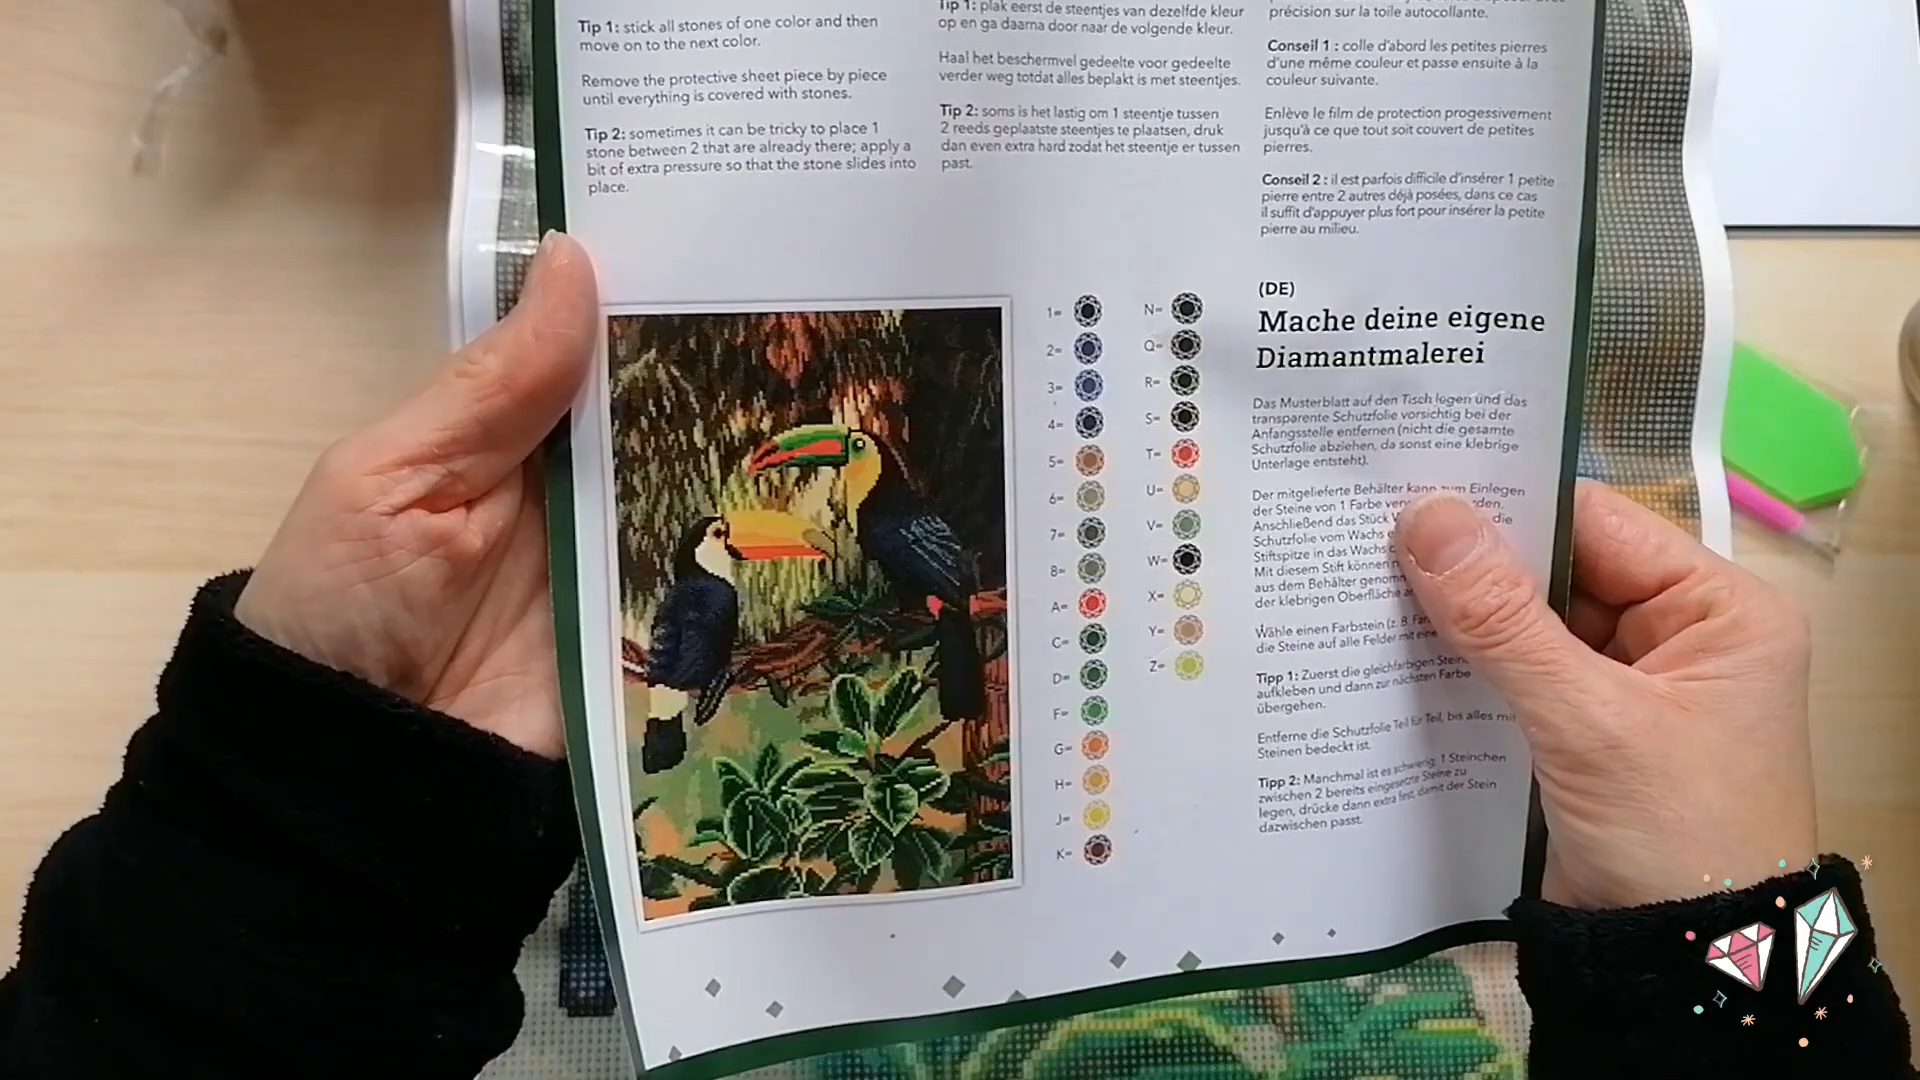 Tip 1: stick all stones of one color and then
move on to the next color.
Remove the protective sheet piece by piece
until everything is covered with stones.
Tip 2: sometimes it can be tricky to place 1
stone between 2 that are already there; apply a
bit of extra pressure so that the stone slides into
place.
Tip 1: plak eerst de steentjes van dezelfde kleur
op en ga daarna door naar de volgende kleur.
Haal het beschermvel gedeelte voor gedeelte
verder weg totdat alles beplakt is met steentjes.
Tip 2: soms is het lastig om 1 steentje tussen
2 reeds geplaatste steentjes te plaatsen, druk
dan even extra hard zodat het steentje er tussen
past.
précision sur la toile autocollante.
Conseil 1 : colle d'abord les petites pierres
d'une même couleur et passe ensuite à la
couleur suivante.
Enlève le film de protection progessivement
jusqu'à ce que tout soit couvert de petites
pierres.
Conseil 2 : il est parfois difficile d'insérer 1 petite
pierre entre 2 autres déjà posées, dans ce cas
il suffit d'appuyer plus fort pour insérer la petite
pierre au milieu.
1=
2=
3=
4=
5=
6=
7=
8=
A=
C=
D=
F=
G=
H=
J=
K=
N=
Q=
R=
S=
T=
U=
V=
W=
X=
Y=
Z=
(DE)
Mache deine eigene
Diamantmalerei
Das Musterblatt auf den Tisch legen und das
transparente Schutzfolie vorsichtig bei der
Anfangsstelle entfernen (nicht die gesamte
Schutzfolie abziehen, da sonst eine klebrige
Unterlage entsteht).
Der mitgelieferte Behälter kann zum Einlegen
der Steine von 1 Farbe
Anschließend das Stück die
Schutzfolie vom Wachs
Stiftspitze in das Wachs
Mit diesem Stift können
aus dem Behälter
der klebrigen Oberfläche
Wähle einen Farbstein (z. B.
die Steine auf alle Felder mit
Tipp 1: Zuerst die gleichfarbigen
aufkleben und dann zur nächsten Farbe
übergehen.
Entferne die Schutzfolie Teil für Teil, bis alles mit
Steinen bedeckt ist.
Tipp 2: Manchmal ist es schwierig, 1 Steinchen
zwischen 2 bereits eingesetzte Steine zu
legen, drücke dann extra fest, damit der Stein
dazwischen passt.